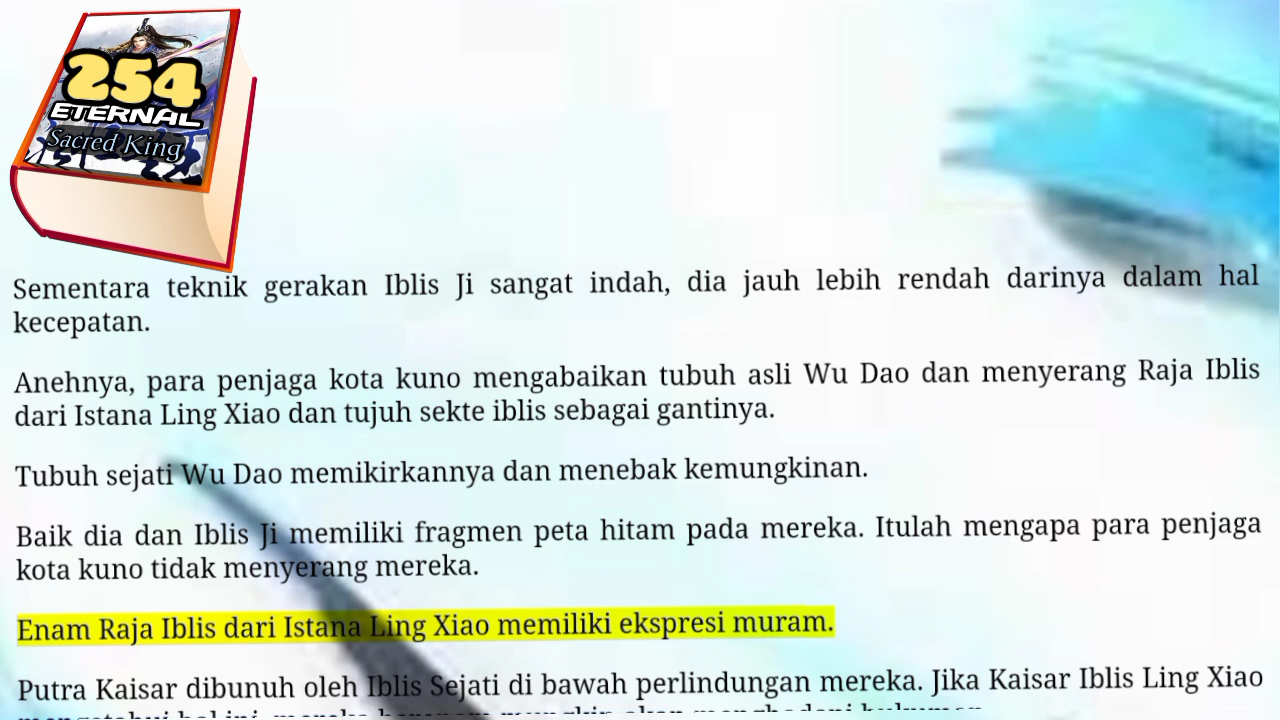 254
ETERNAL
Sacred King
Sementara teknik gerakan Iblis Ji sangat indah, dia jauh lebih rendah darinya dalam hal
kecepatan.
Anehnya, para penjaga kota kuno mengabaikan tubuh asli Wu Dao dan menyerang Raja Iblis
dari Istana Ling Xiao dan tujuh sekte iblis sebagai gantinya.
Tubuh sejati Wu Dao memikirkannya dan menebak kemungkinan.
Baik dia dan Iblis Ji memiliki fragmen peta hitam pada mereka. Itulah mengapa para penjaga
kota kuno tidak menyerang mereka.
Enam Raja Iblis dari Istana Ling Xiao memiliki ekspresi muram.
Putra Kaisar dibunuh oleh Iblis Sejati di bawah perlindungan mereka. Jika Kaisar Iblis Ling Xiao